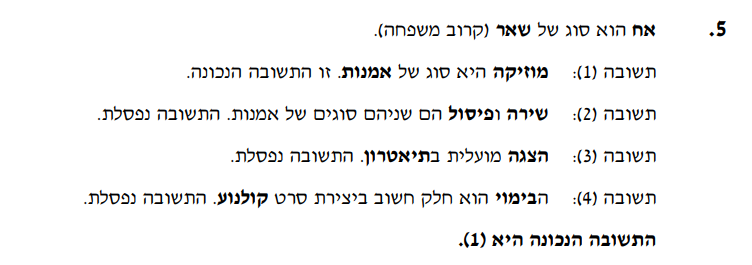 5. אח הוא סוג של שאר (קרוב משפחה).
תשובה (1): מוזיקה היא סוג של אמנות. זו התשובה הנכונה.
תשובה (2): שירה ופיסול הם שניהם סוגים של אמנות. התשובה נפסלת.
תשובה (3): הצגה מועלית בתיאטרון. התשובה נפסלת.
תשובה (4): הבימוי הוא חלק חשוב ביצירת סרט קולנוע. התשובה נפסלת.
התשובה הנכונה היא (1).